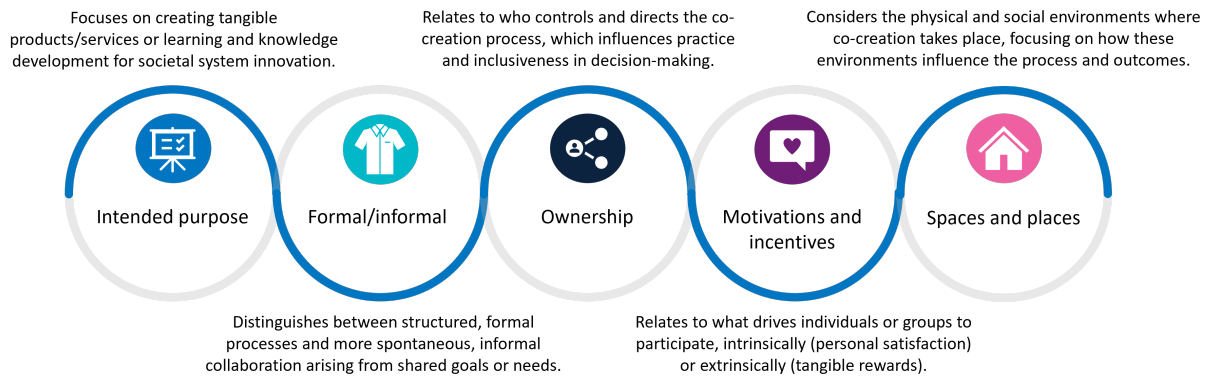 Focuses on creating tangible
products/services or learning and knowledge
development for societal system innovation.
Relates to who controls and directs the co-
creation process, which influences practice
and inclusiveness in decision-making.
Considers the physical and social environments where
co-creation takes place, focusing on how these
environments influence the process and outcomes.
Intended purpose
Formal/informal
Ownership
Motivations and
incentives
Spaces and places
Distinguishes between structured, formal
processes and more spontaneous, informal
collaboration arising from shared goals or needs.
Relates to what drives individuals or groups to
participate, intrinsically (personal satisfaction)
or extrinsically (tangible rewards).